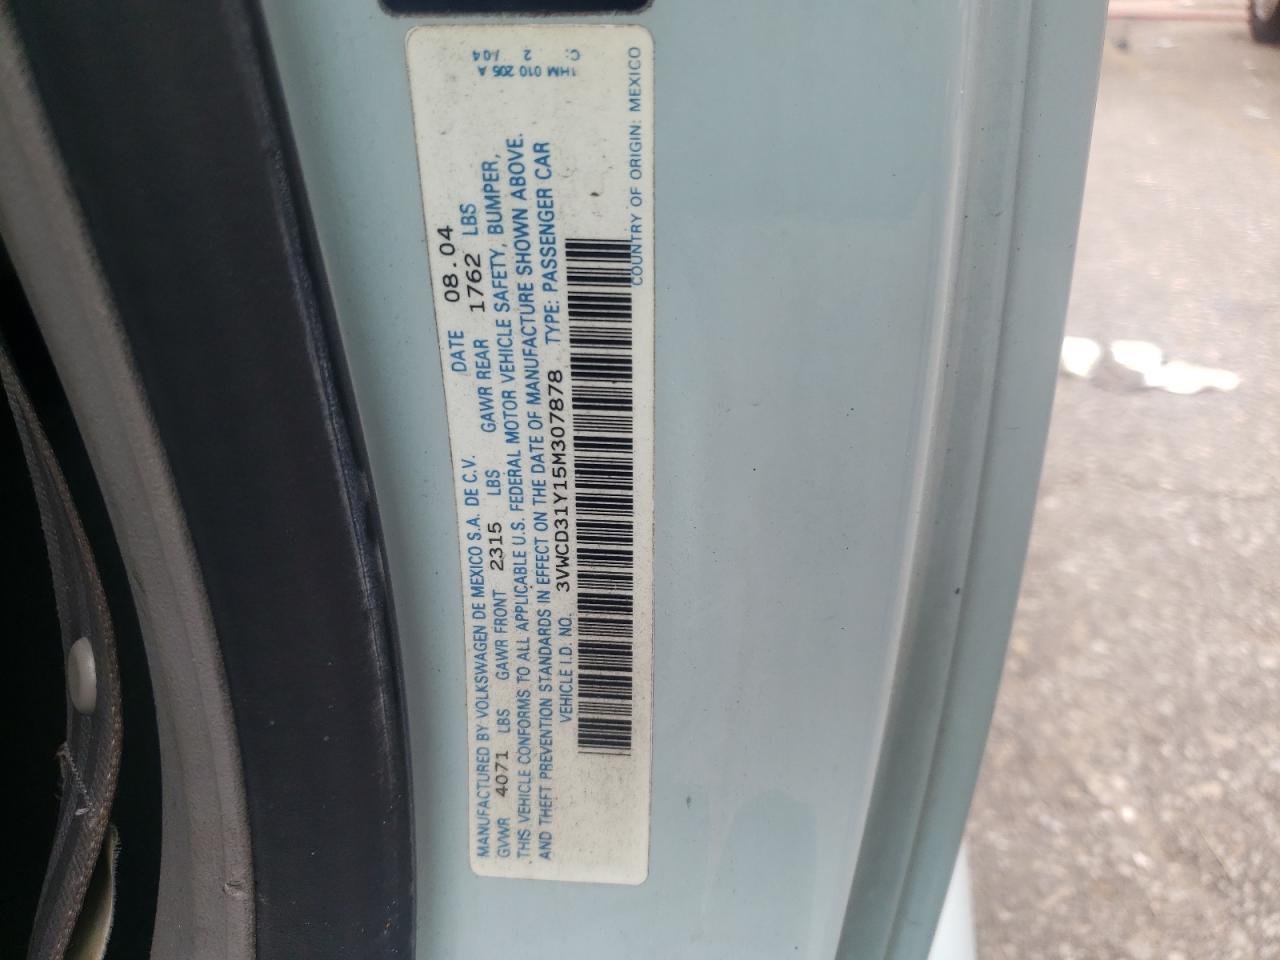 MANUFACTURED BY VOLKSWAGEN DE MEXICO S.A. DE C.V. DATE 08.04
GVWR 4071 LBS GAWR FRONT 2315 LBS GAWR REAR 1762 LBS
THIS VEHICLE CONFORMS TO ALL APPLICABLE U.S. FEDERAL MOTOR VEHICLE SAFETY, BUMPER,
AND THEFT PREVENTION STANDARDS IN EFFECT ON THE DATE OF MANUFACTURE SHOWN ABOVE.
VEHICLE I.D. NO. 3VWCD31Y15M307878 TYPE: PASSENGER CAR
COUNTRY OF ORIGIN: MEXICO
1HM 010 205 A
C: 2 7.04